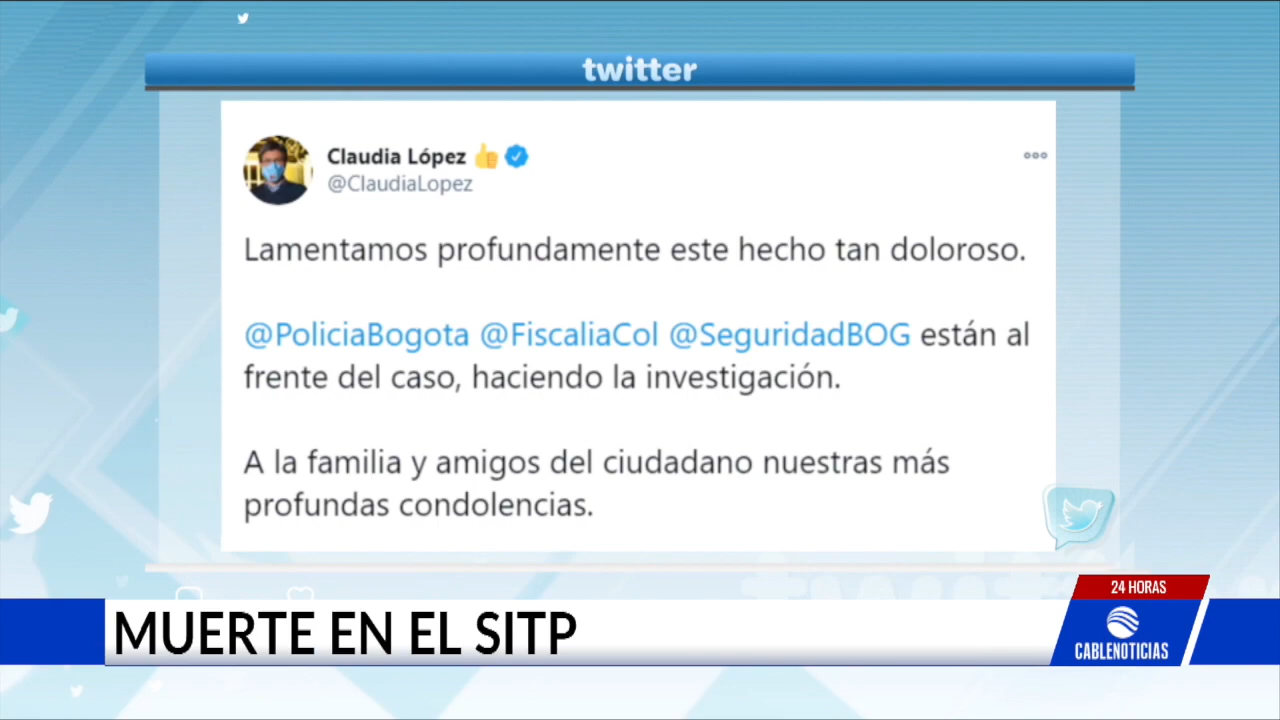 twitter
Claudia López
@ClaudiaLopez
Lamentamos profundamente este hecho tan doloroso.
@PoliciaBogota @FiscaliaCol @SeguridadBOG están al
frente del caso, haciendo la investigación.
A la familia y amigos del ciudadano nuestras más
profundas condolencias.
24 HORAS
MUERTE EN EL SITP
CABLENOTICIAS